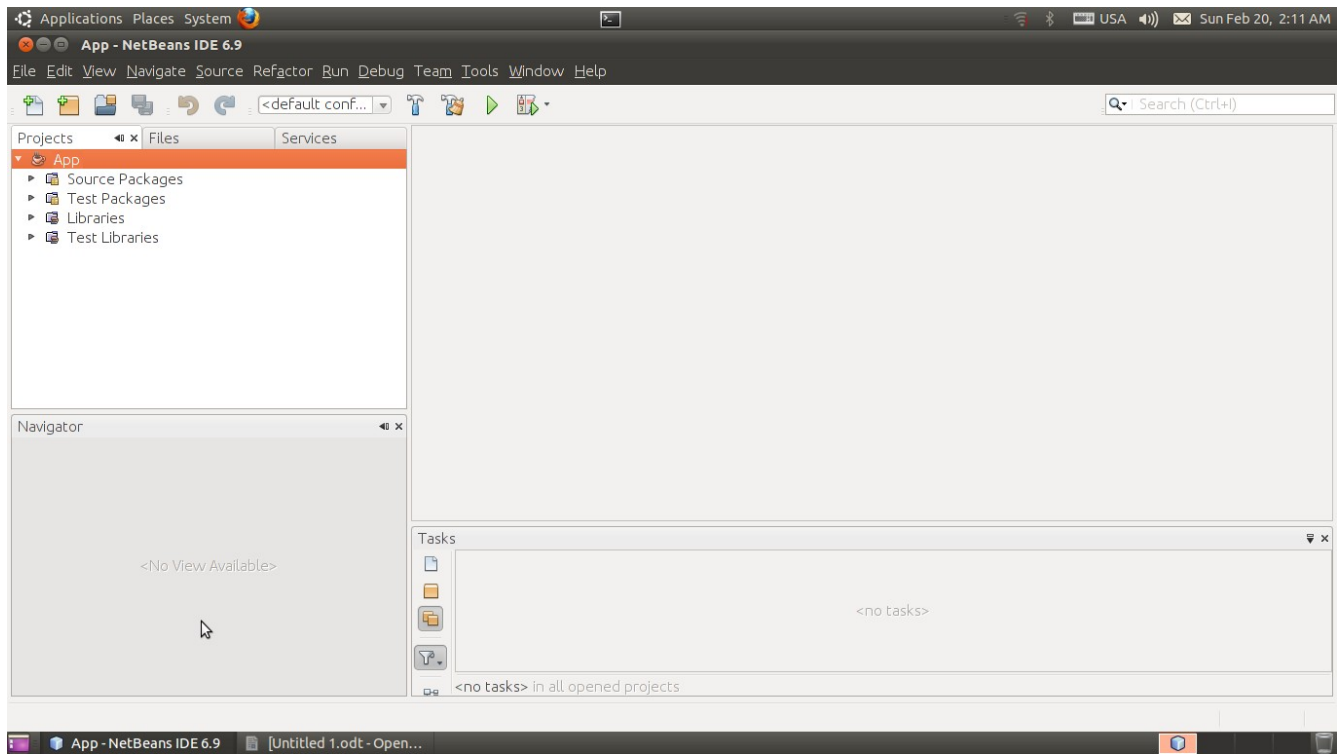 Applications Places System
USA
Sun Feb 20, 2:11 AM
App - NetBeans IDE 6.9
File Edit View Navigate Source Refactor Run Debug Team Tools Window Help
<default conf...
Search (Ctrl+I)
Projects
Files
Services
App
Source Packages
Test Packages
Libraries
Test Libraries
Navigator
<No View Available>
Tasks
<no tasks>
<no tasks> in all opened projects
App - NetBeans IDE 6.9
[Untitled 1.odt - Open...